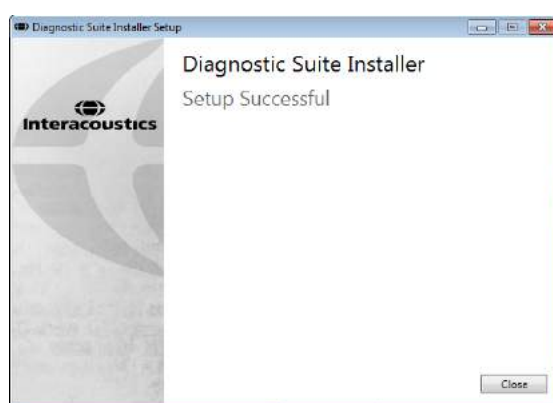 Diagnostic Suite Installer Setup
Diagnostic Suite Installer
Setup Successful
Interacoustics
Close